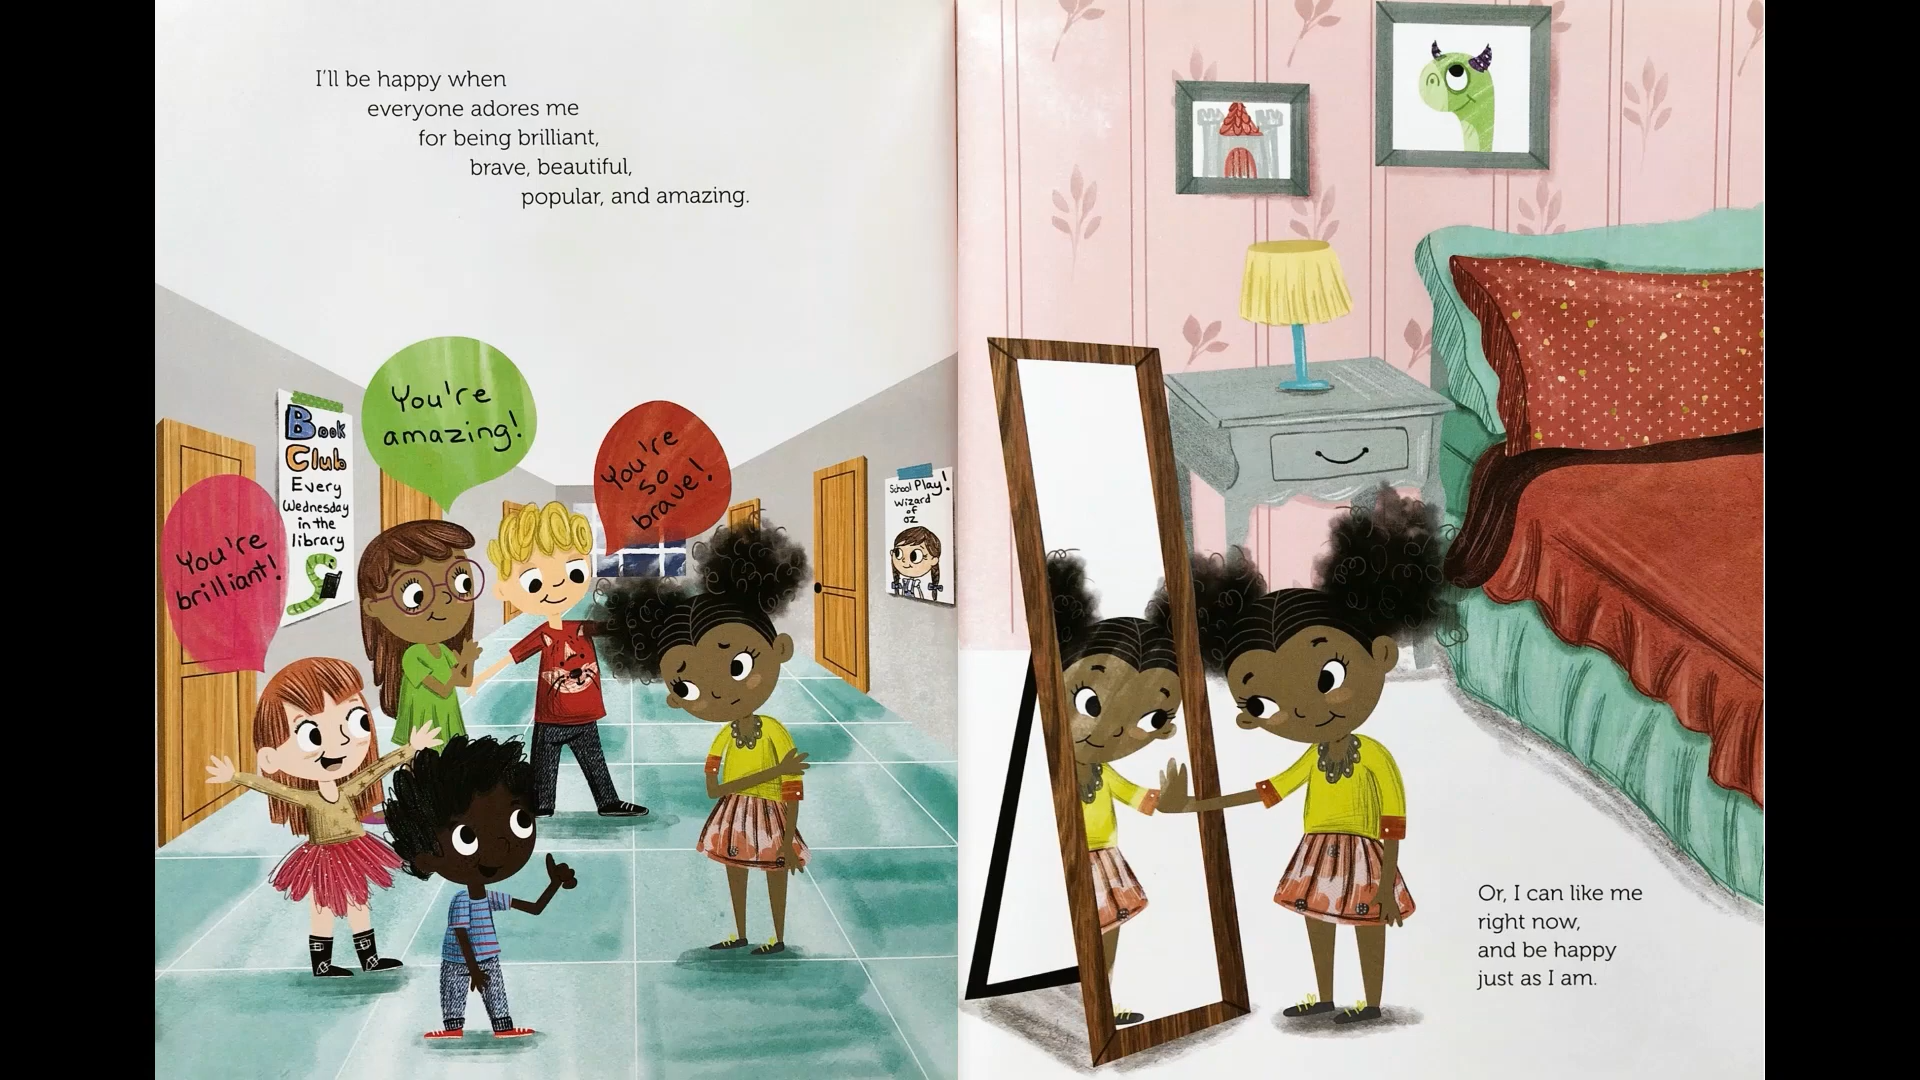 I'll be happy when
everyone adores me
for being brilliant,
brave, beautiful,
popular, and amazing.
You're
brilliant!
Book
Club
Every
Wednesday
in the
library
You're
amazing!
You're
so
brave!
School Play!
Wizard
of
oz
Or, I can like me
right now,
and be happy
just as I am.